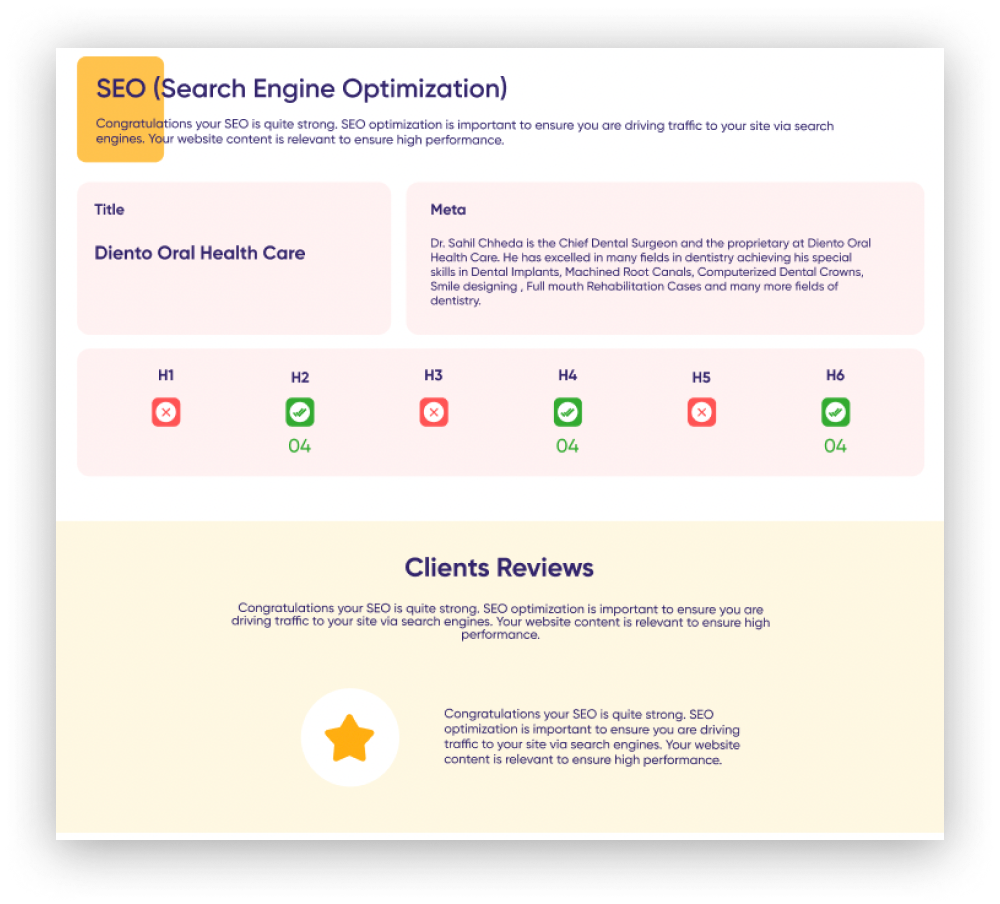 SEO (Search Engine Optimization)
Congratulations your SEO is quite strong. SEO optimization is important to ensure you are driving traffic to your site via search
engines. Your website content is relevant to ensure high performance.
Title
Diento Oral Health Care
Meta
Dr. Sahil Chheda is the Chief Dental Surgeon and the proprietary at Diento Oral
Health Care. He has excelled in many fields in dentistry achieving his special
skills in Dental Implants, Machined Root Canals, Computerized Dental Crowns,
Smile designing , Full mouth Rehabilitation Cases and many more fields of
dentistry.
H1 H2 H3 H4 H5 H6
04 04 04
Clients Reviews
Congratulations your SEO is quite strong. SEO optimization is important to ensure you are
driving traffic to your site via search engines. Your website content is relevant to ensure high
performance.
Congratulations your SEO is quite strong. SEO
optimization is important to ensure you are driving
traffic to your site via search engines. Your website
content is relevant to ensure high performance.